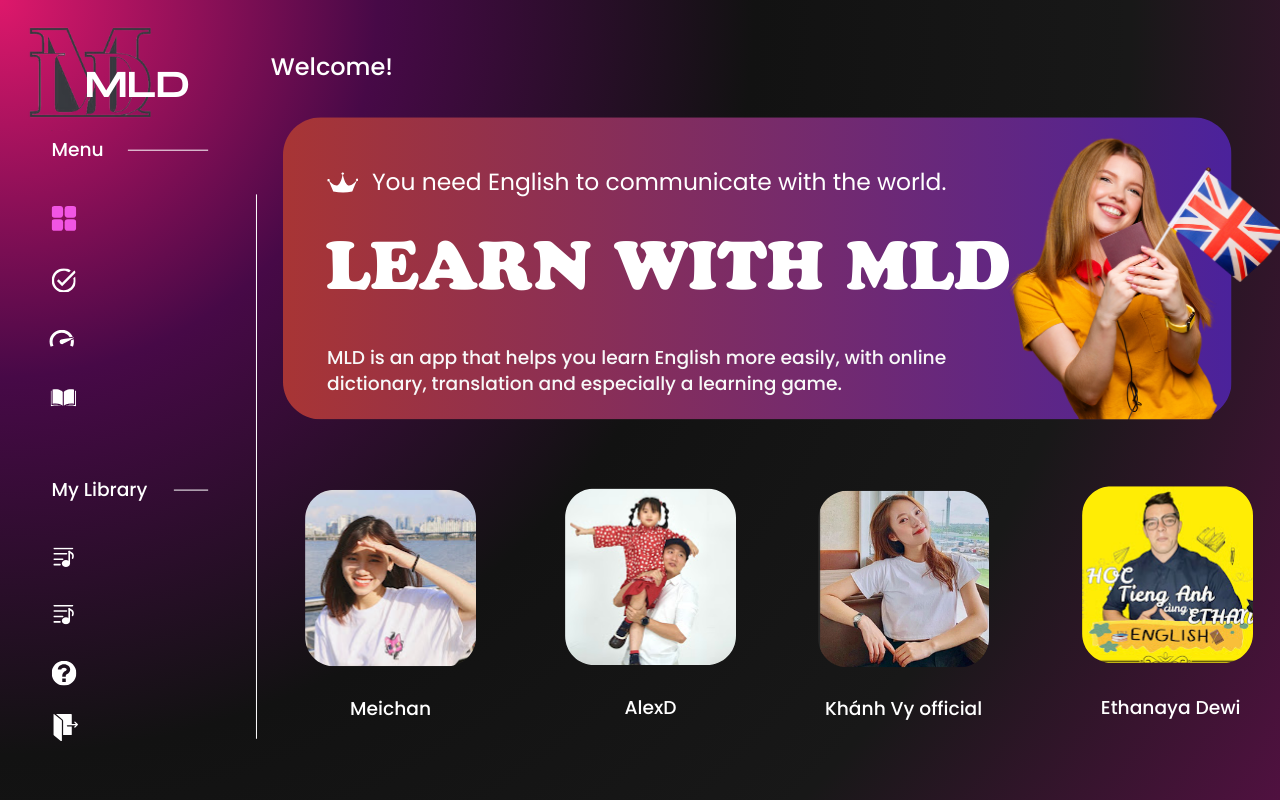 MLD
Welcome!
Menu
You need English to communicate with the world.
LEARN WITH MLD
MLD is an app that helps you learn English more easily, with online
dictionary, translation and especially a learning game.
My Library
HỌC
Tiếng Anh
cùng
ETHAN
ENGLISH
Meichan
AlexD
Khánh Vy official
Ethanaya Dewi